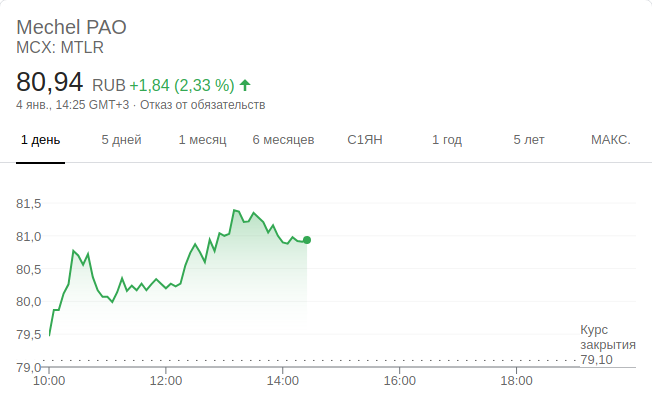 Mechel PAO
MCX: MTLR
80,94 RUB +1,84 (2,33 %)
4 янв., 14:25 GMT+3 · Отказ от обязательств
1 день 5 дней 1 месяц 6 месяцев С1ЯН 1 год 5 лет МАКС.
81,5
81,0
80,5
80,0
79,5
79,0
Курс
закрытия
79,10
10:00 12:00 14:00 16:00 18:00